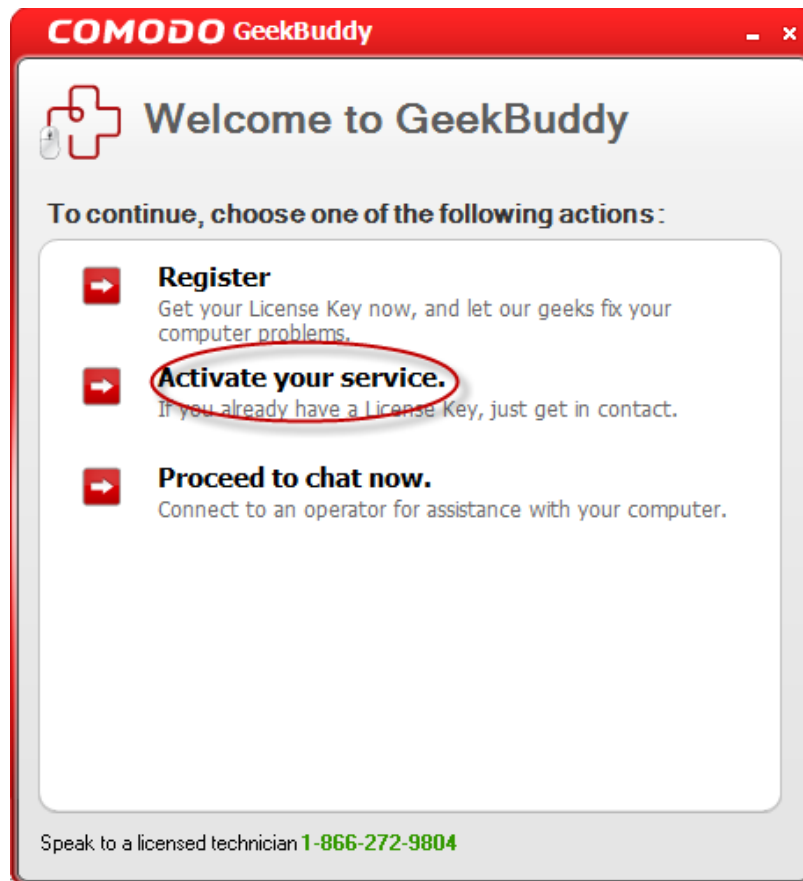 COMODO GeekBuddy
Welcome to GeekBuddy
To continue, choose one of the following actions:
Register
Get your License Key now, and let our geeks fix your
computer problems.
Activate your service.
If you already have a License Key, just get in contact.
Proceed to chat now.
Connect to an operator for assistance with your computer.
Speak to a licensed technician 1-866-272-9804